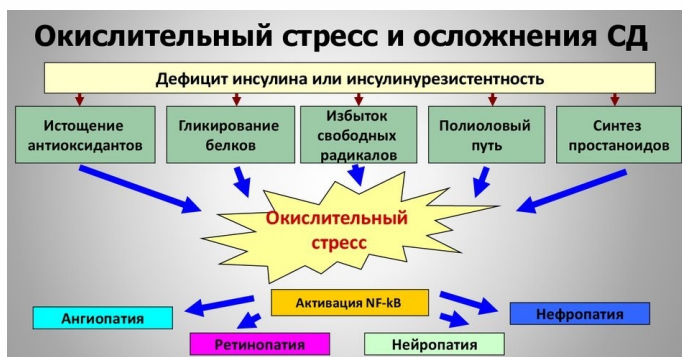 Окислительный стресс и осложнения СД
Дефицит инсулина или инсулинурезистентность
Истощение
антиоксидантов
Гликирование
белков
Избыток
свободных
радикалов
Полиоловый
путь
Синтез
простаноидов
Окислительный
стресс
Активация NF-kB
Ангиопатия
Нефропатия
Ретинопатия
Нейропатия